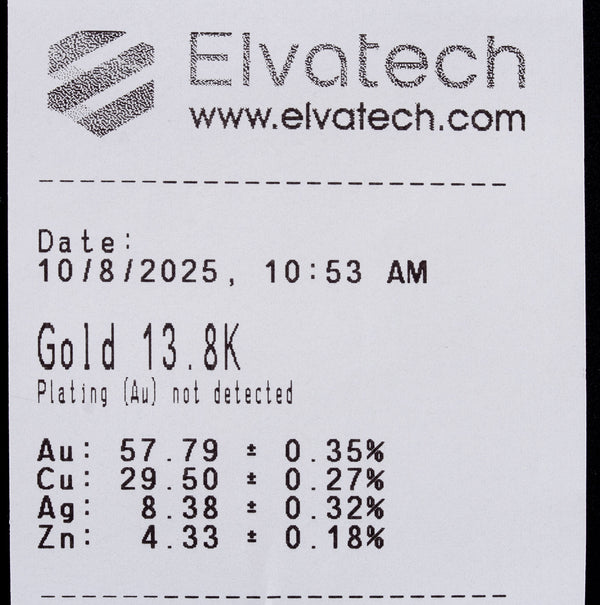 Elvatech
www.elvatech.com
Date:
10/8/2025, 10:53 AM
Gold 13.8K
Plating (Au) not detected
Au: 57.79 ± 0.35%
Cu: 29.50 ± 0.27%
Ag: 8.38 ± 0.32%
Zn: 4.33 ± 0.18%